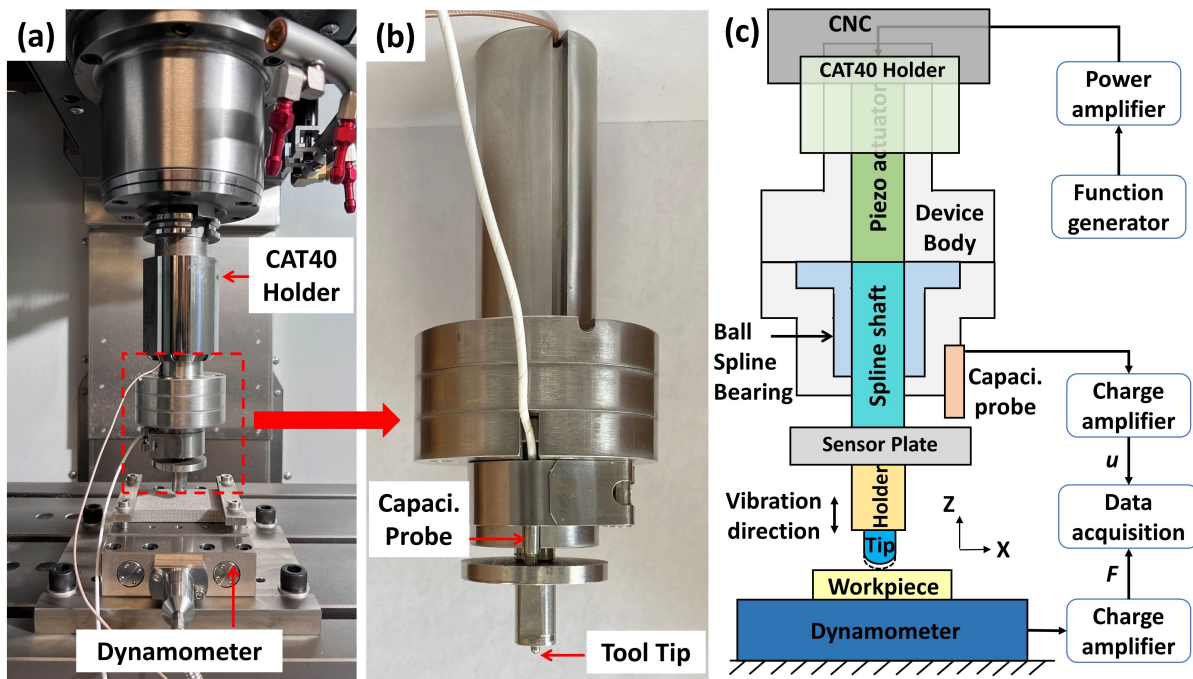 (a)
CAT40
Holder
Dynamometer
(b)
Capaci.
Probe
Tool Tip
(c)
CNC
CAT40 Holder
Piezo actuator
Power
amplifier
Function
generator
Device
Body
Ball
Spline
Bearing
Spline shaft
Capaci.
probe
Charge
amplifier
Sensor Plate
u
Vibration
direction
Holder
Z
X
Data
acquisition
Tip
F
Workpiece
Dynamometer
Charge
amplifier